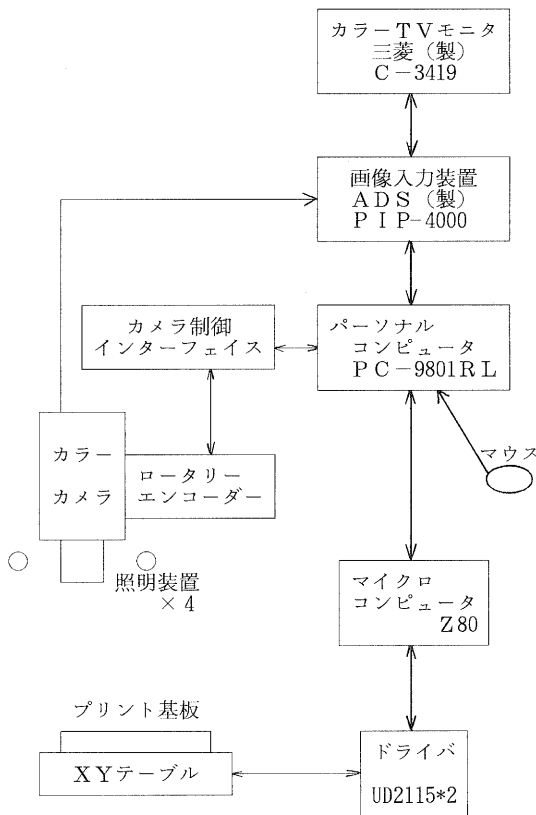 カラーＴＶモニタ
三菱（製）
Ｃ－3419
画像入力装置
ＡＤＳ（製）
ＰＩＰ-4000
カメラ制御
インターフェイス
パーソナル
コンピュータ
ＰＣ－9801ＲＬ
マウス
カラー
カメラ
ロータリー
エンコーダー
照明装置
×４
マイクロ
コンピュータ
Ｚ80
プリント基板
ＸＹテーブル
ドライバ
UD2115*2